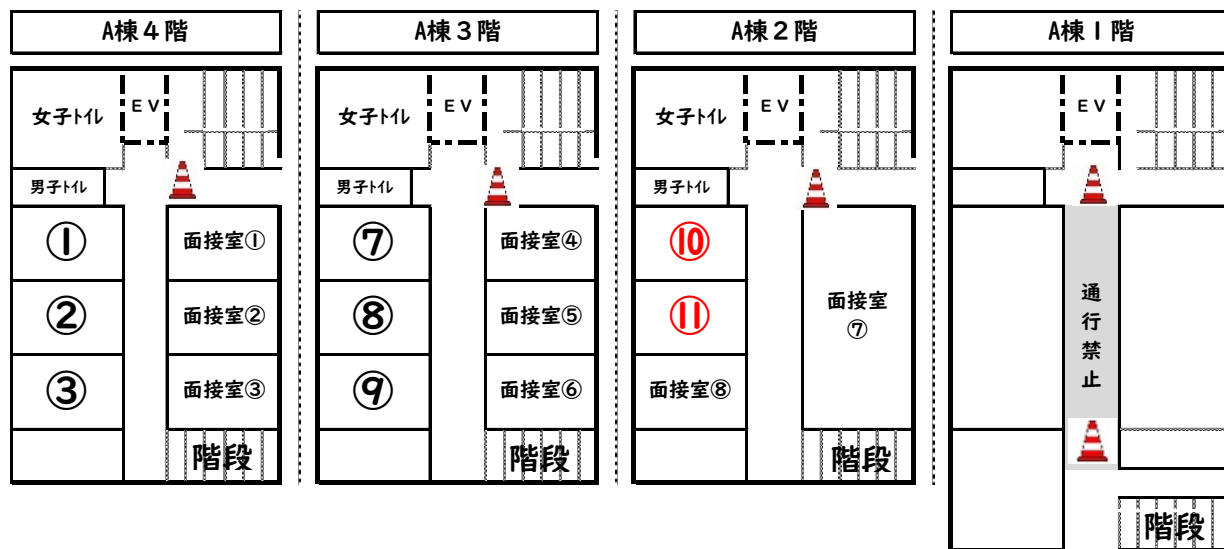 A棟4階
女子トイレ
EV
男子トイレ
①
面接室①
②
面接室②
③
面接室③
階段
A棟3階
女子トイレ
EV
男子トイレ
⑦
面接室④
⑧
面接室⑤
⑨
面接室⑥
階段
A棟2階
女子トイレ
EV
男子トイレ
⑩
⑪
面接室
⑦
面接室⑧
階段
A棟1階
EV
通行禁止
階段